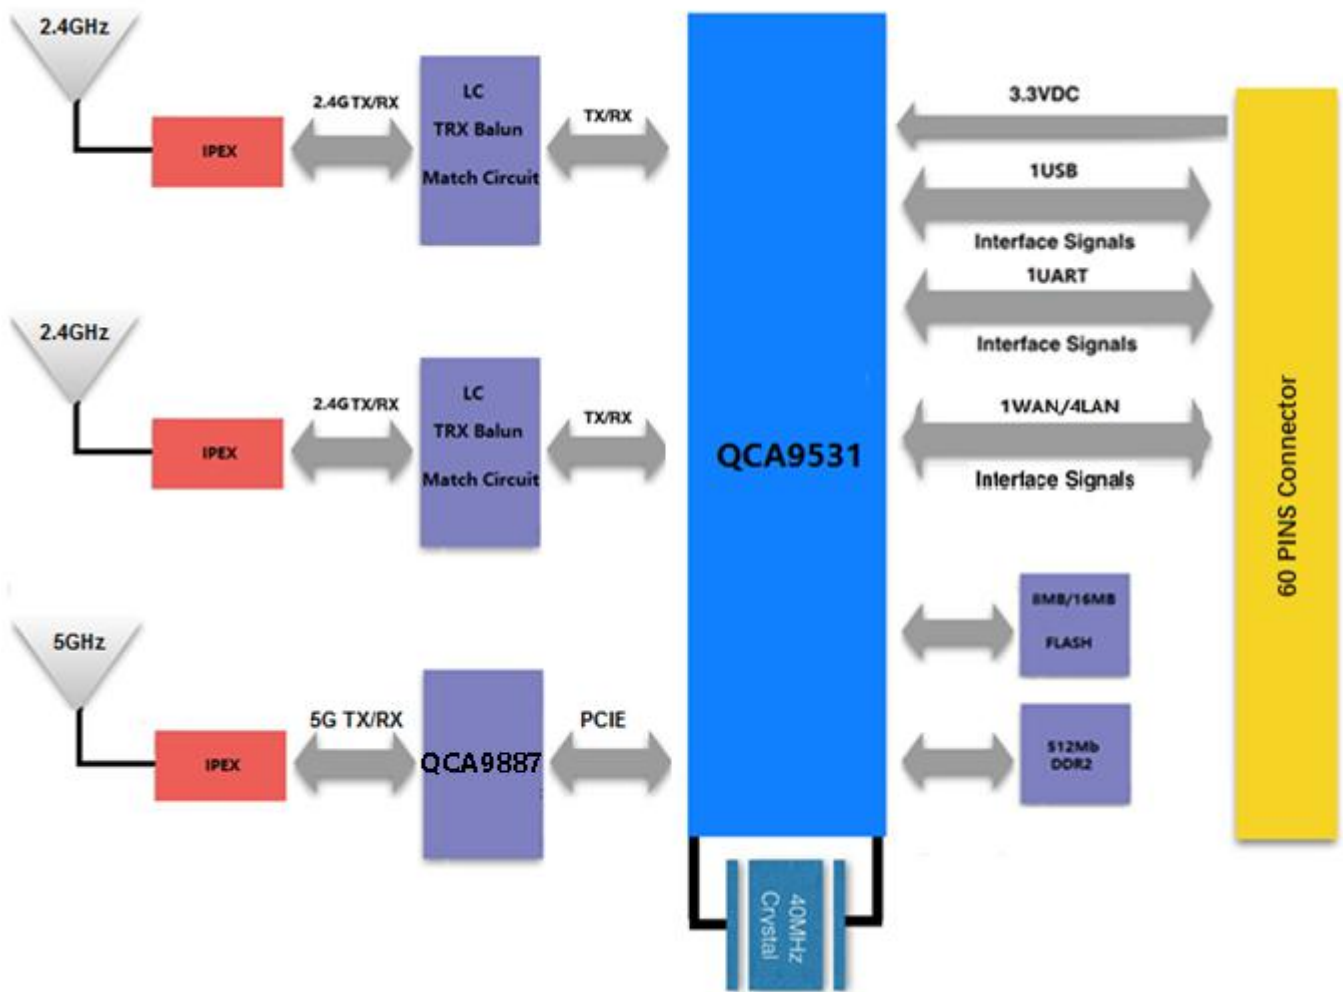 2.4GHz
IPEX
2.4G TX/RX
LC
TRX Balun
Match Circuit
TX/RX
2.4GHz
IPEX
2.4G TX/RX
LC
TRX Balun
Match Circuit
TX/RX
5GHz
IPEX
5G TX/RX
QCA9887
PCIE
QCA9531
40MHz
Crystal
3.3VDC
1USB
Interface Signals
1UART
Interface Signals
1WAN/4LAN
Interface Signals
8MB/16MB
FLASH
512Mb
DDR2
60 PINS Connector